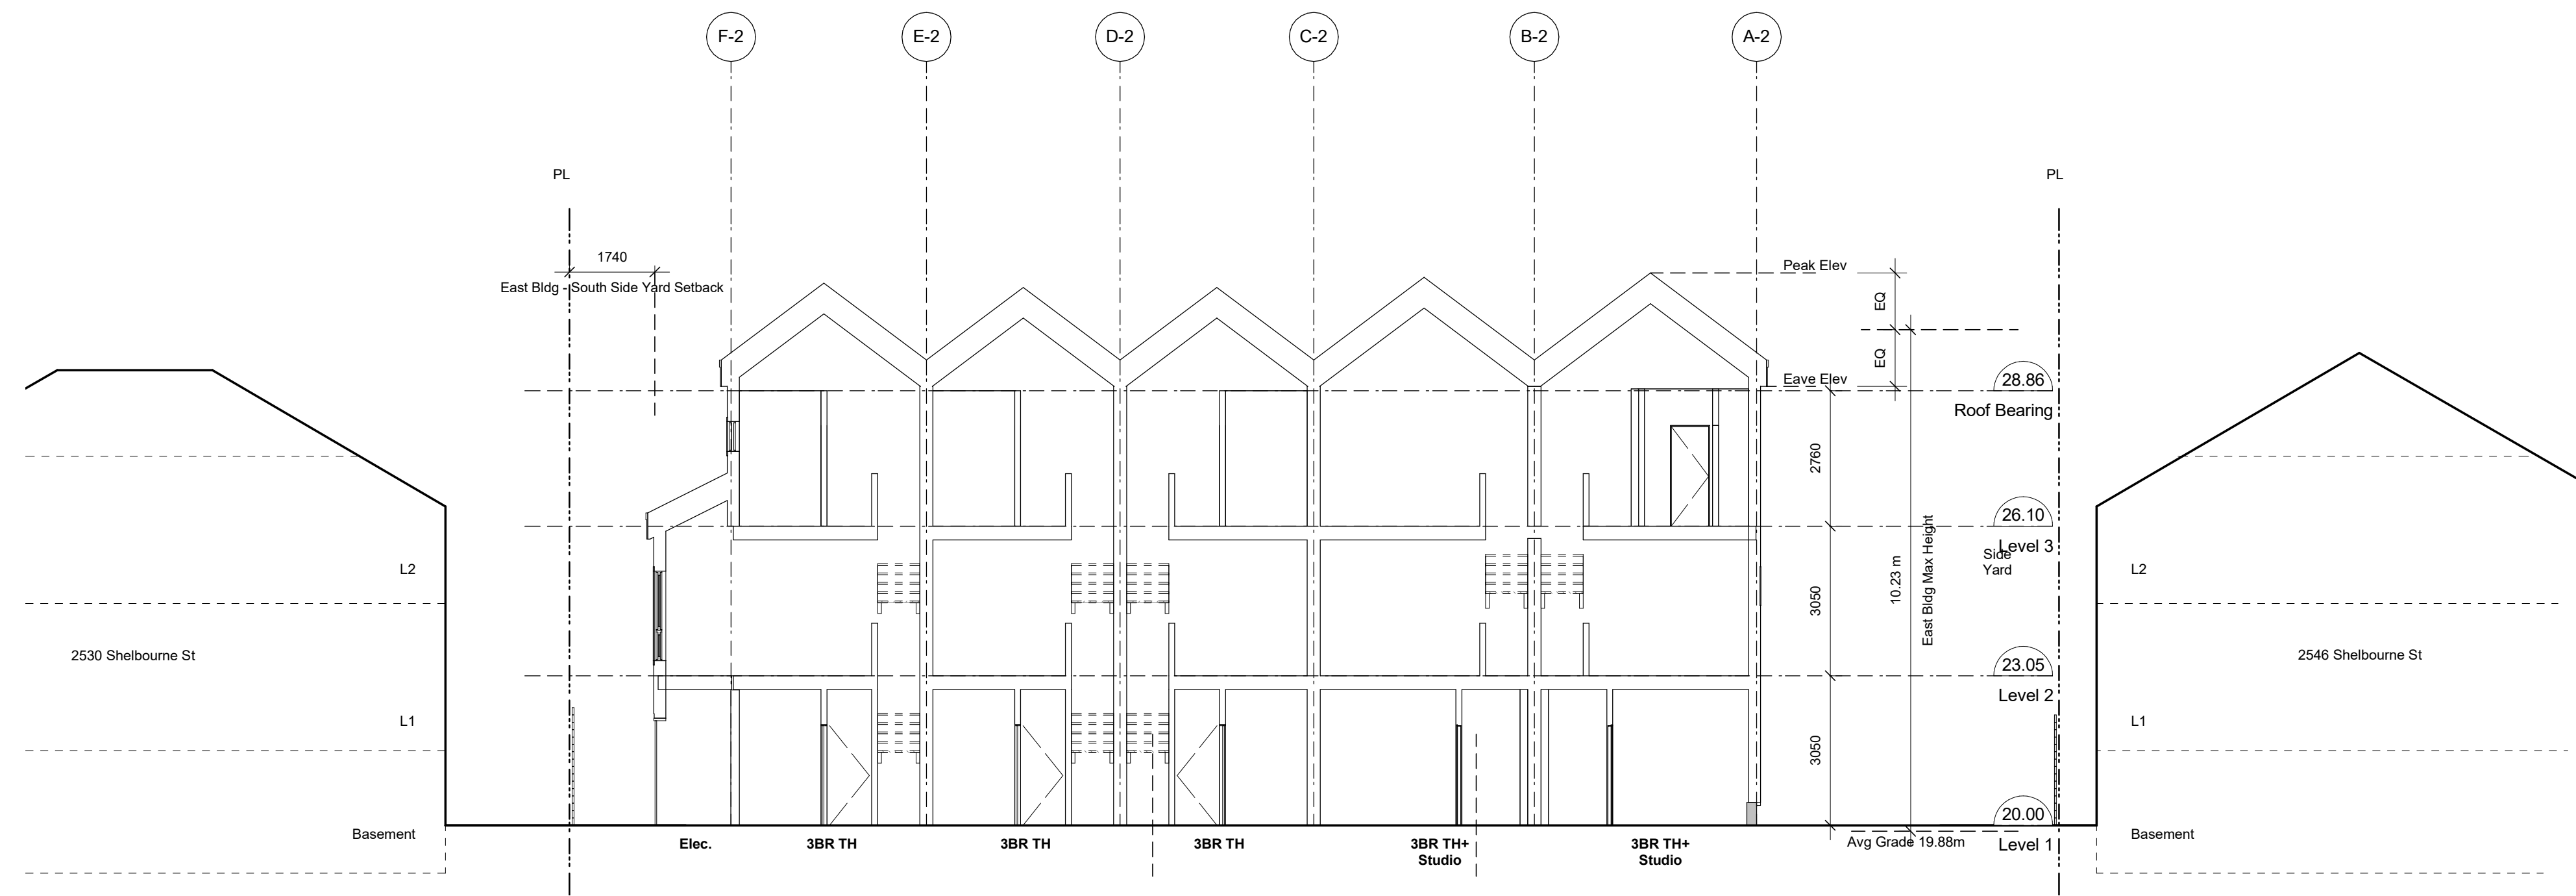 F-2
E-2
D-2
C-2
B-2
A-2
PL
PL
1740
East Bldg - South Side Yard Setback
Peak Elev
EQ
EQ
Eave Elev
28.86
Roof Bearing
2760
26.10
Level 3
Side
Yard
L2
L2
3050
10.23 m
East Bldg Max Height
2530 Shelbourne St
2546 Shelbourne St
23.05
Level 2
L1
L1
3050
20.00
Level 1
Basement
Basement
Avg Grade 19.88m
Elec.
3BR TH
3BR TH
3BR TH
3BR TH+
Studio
3BR TH+
Studio